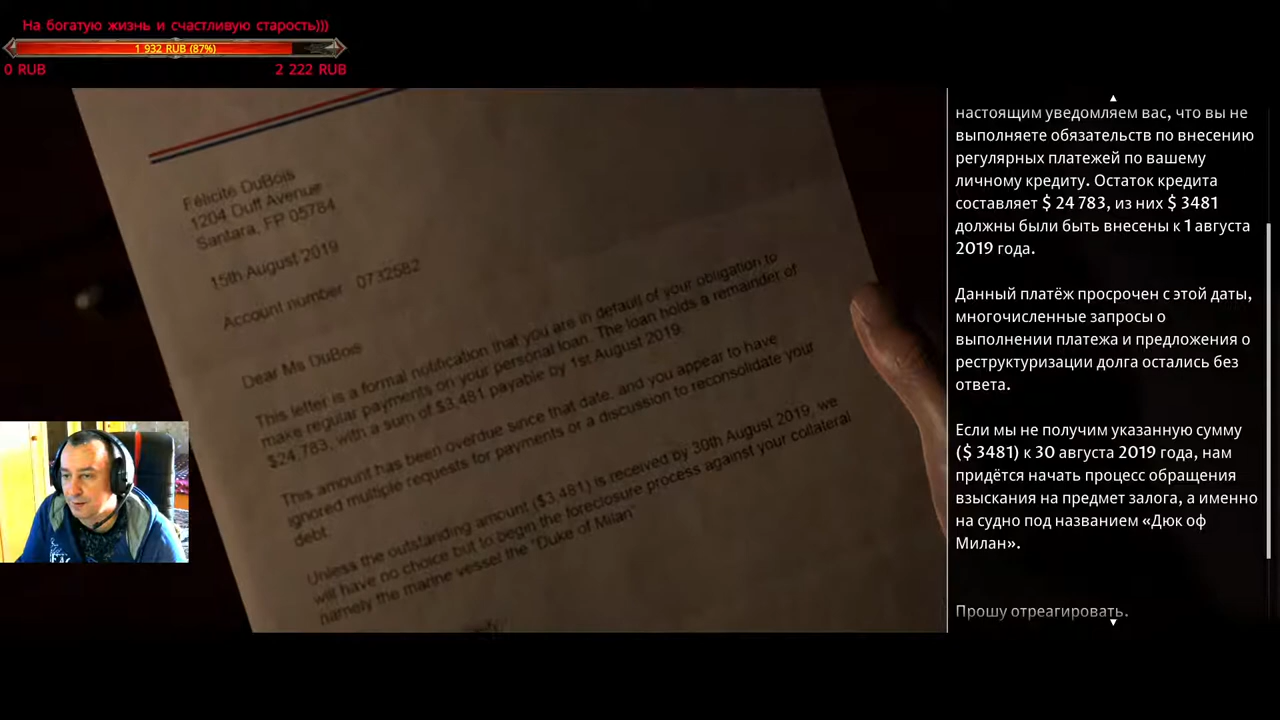 На богатую жизнь и счастливую старость)))
1 932 RUB (87%)
0 RUB
2 222 RUB
Félicité DuBois
1204 Duff Avenue
Santara, FP 05784
15th August 2019
Account number 0732582
Dear Ms DuBois
This letter is a formal notification that you are in default of your obligation to
make regular payments on your personal loan. The loan holds a remainder of
$24,783, with a sum of $3,481 payable by 1st August 2019.
This amount has been overdue since that date, and you appear to have
ignored multiple requests for payments or a discussion to reconsolidate your
debt.
Unless the outstanding amount ($3,481) is received by 30th August 2019, we
will have no choice but to begin the foreclosure process against your collateral
namely the marine vessel the "Duke of Milan"
настоящим уведомляем вас, что вы не
выполняете обязательств по внесению
регулярных платежей по вашему
личному кредиту. Остаток кредита
составляет $ 24 783, из них $ 3481
должны были быть внесены к 1 августа
2019 года.
Данный платёж просрочен с этой даты,
многочисленные запросы о
выполнении платежа и предложения о
реструктуризации долга остались без
ответа.
Если мы не получим указанную сумму
($ 3481) к 30 августа 2019 года, нам
придётся начать процесс обращения
взыскания на предмет залога, а именно
на судно под названием «Дюк оф
Милан».
Прошу отреагировать.